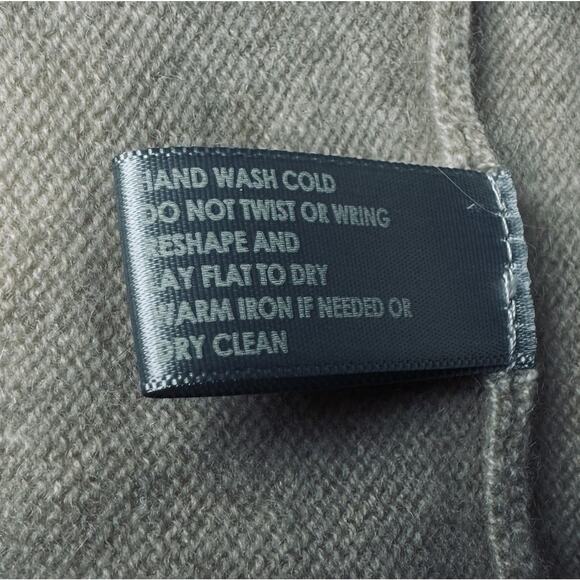 HAND WASH COLD
DO NOT TWIST OR WRING
RESHAPE AND
LAY FLAT TO DRY
WARM IRON IF NEEDED OR
DRY CLEAN